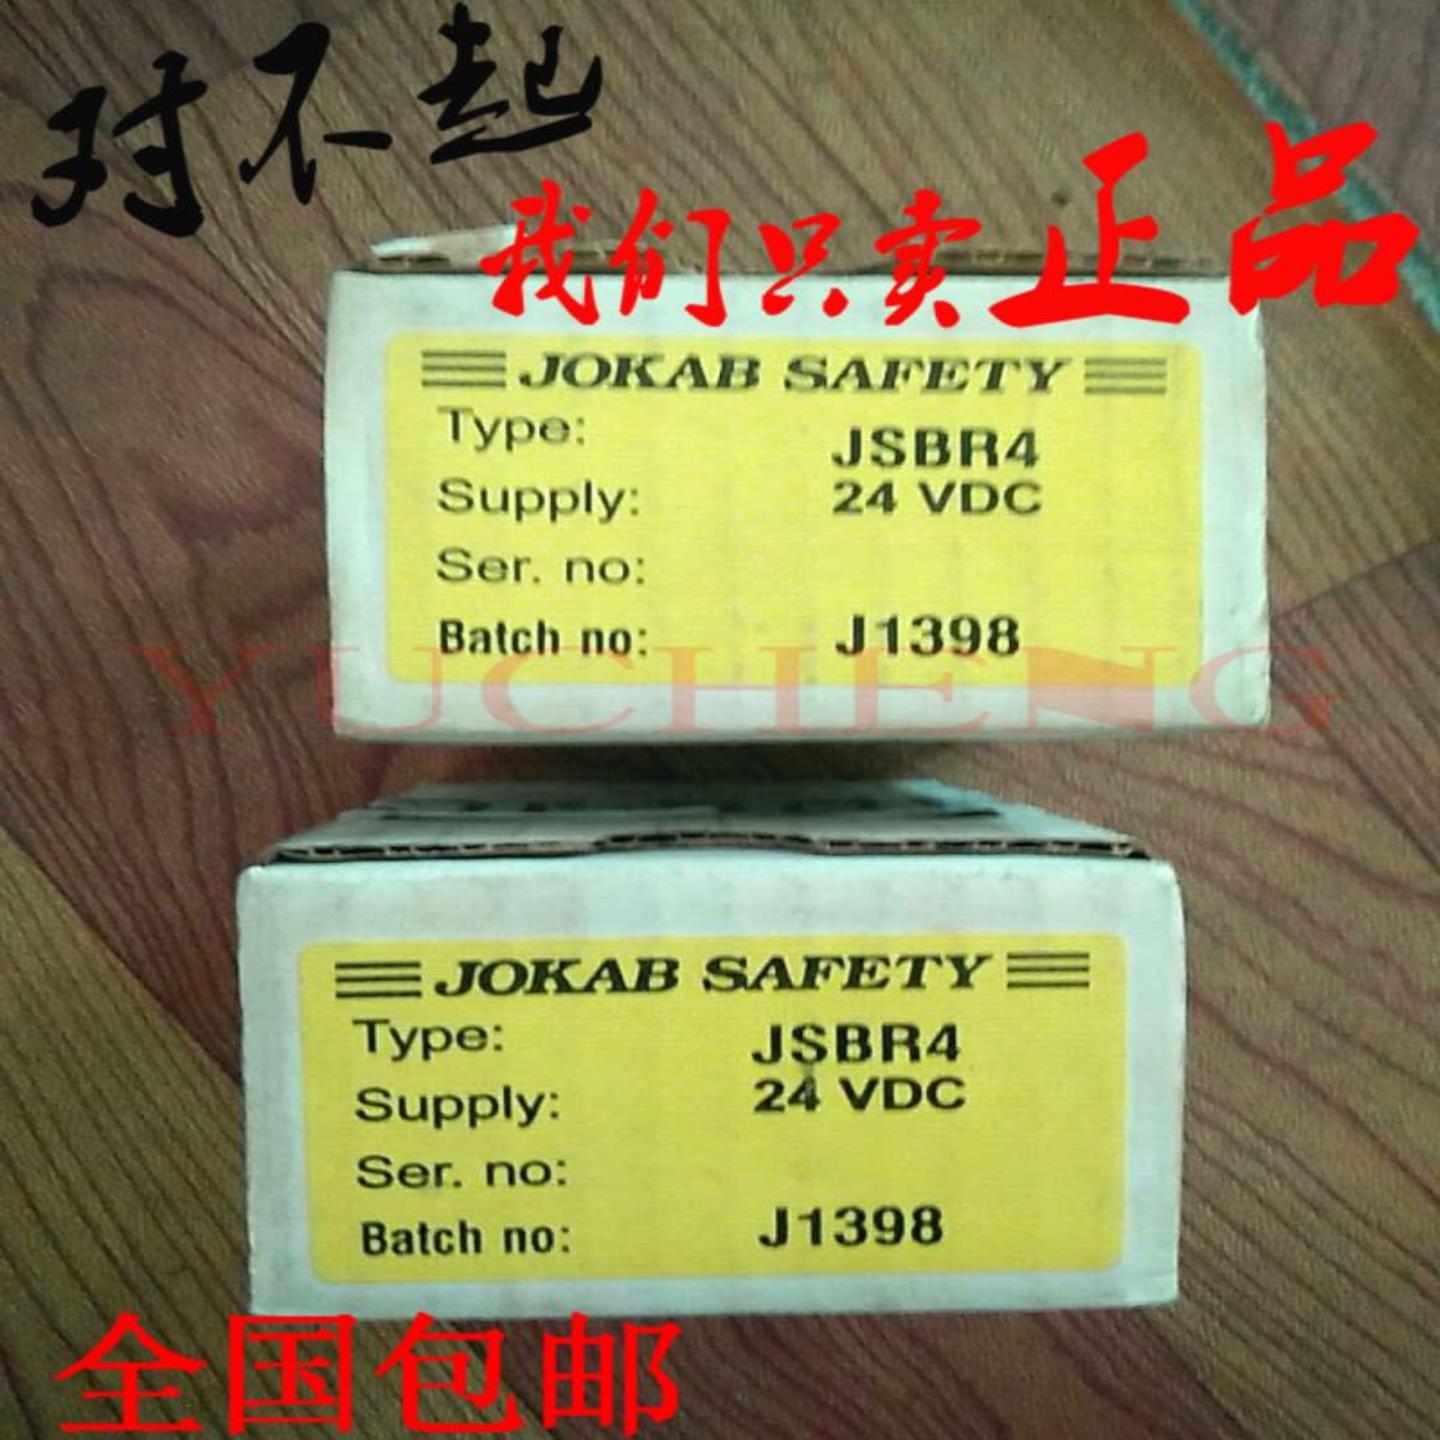 对不起
我们只卖正品
JOKAB SAFETY
Type: JSBR4
Supply: 24 VDC
Ser. no:
Batch no: J1398
YUCHENG
JOKAB SAFETY
Type: JSBR4
Supply: 24 VDC
Ser. no:
Batch no: J1398
全国包邮